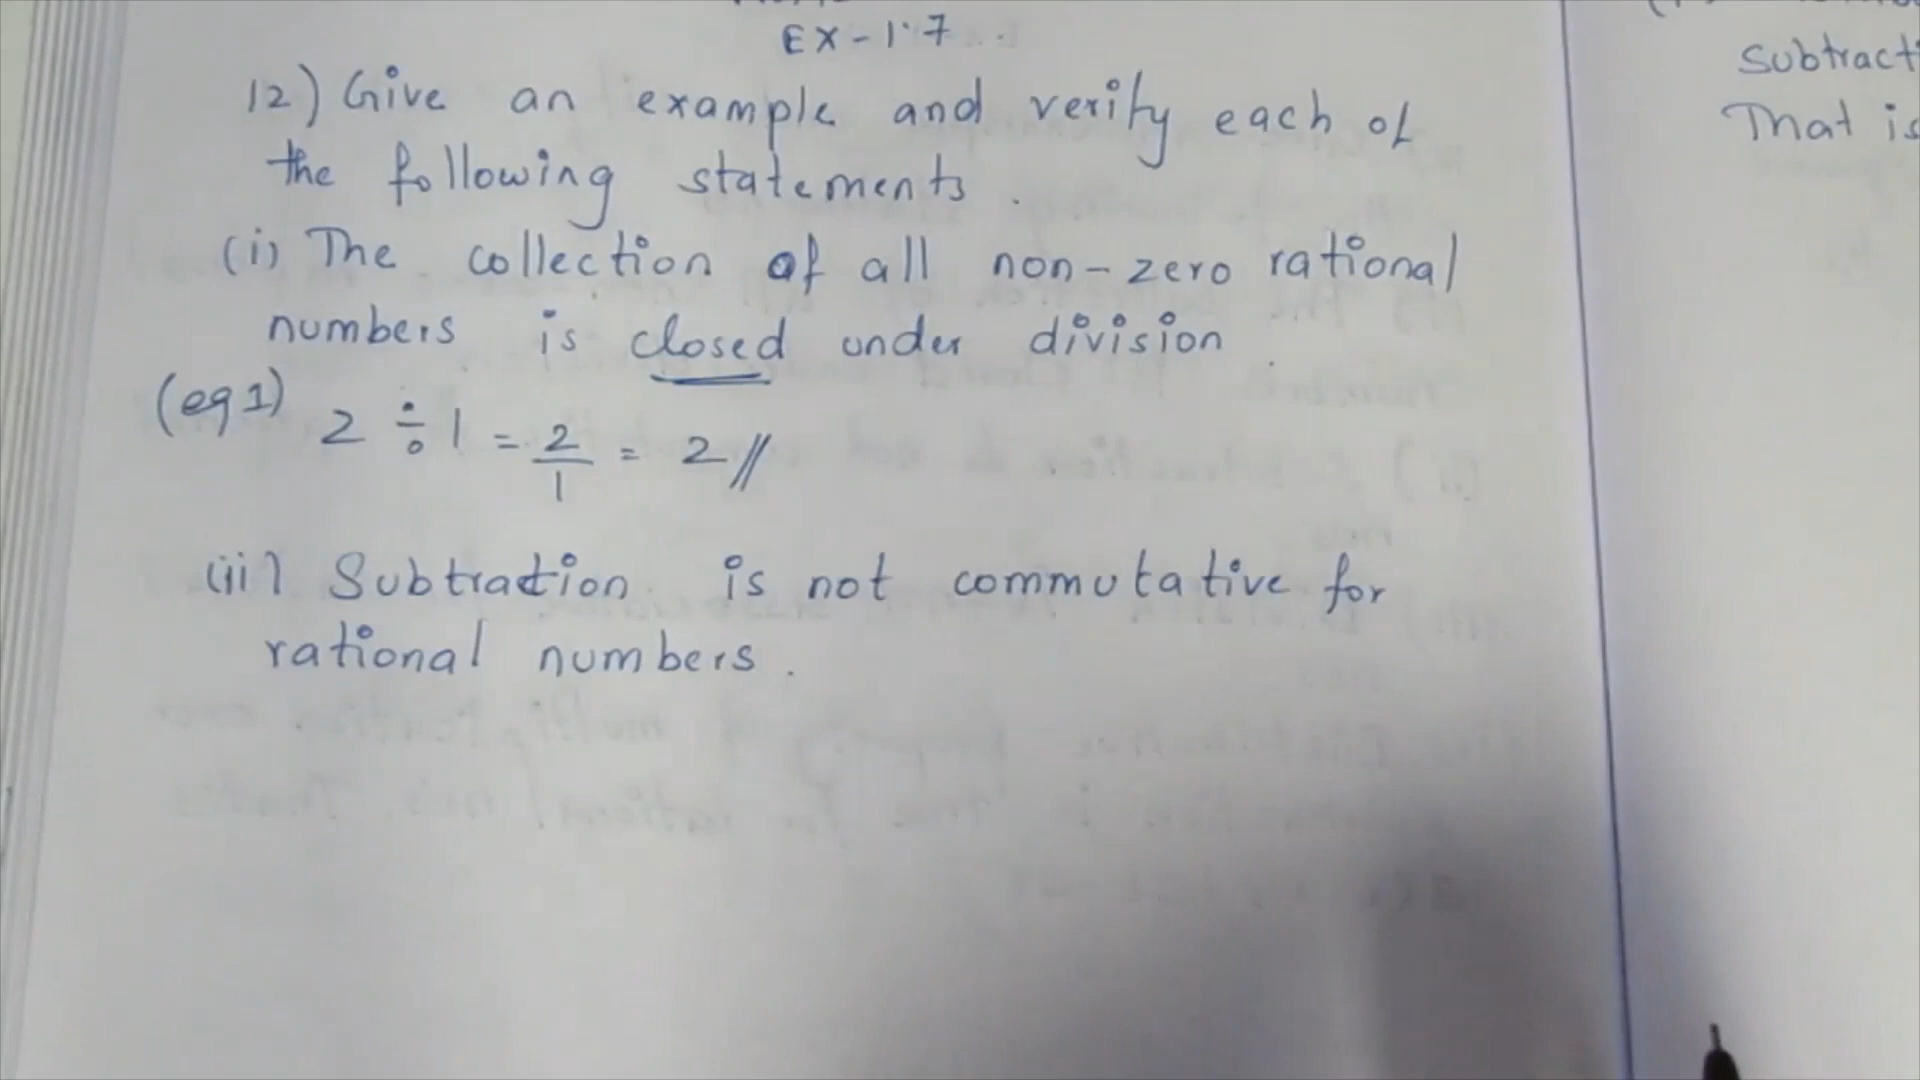 EX - 1.7
12) Give an example and verify each of
the following statements.
(i) The collection of all non-zero rational
numbers is closed under division.
(eg 1) 2 ÷ 1 = 2/1 = 2 //
(ii) Subtraction is not commutative for
rational numbers.
Subtract
That is